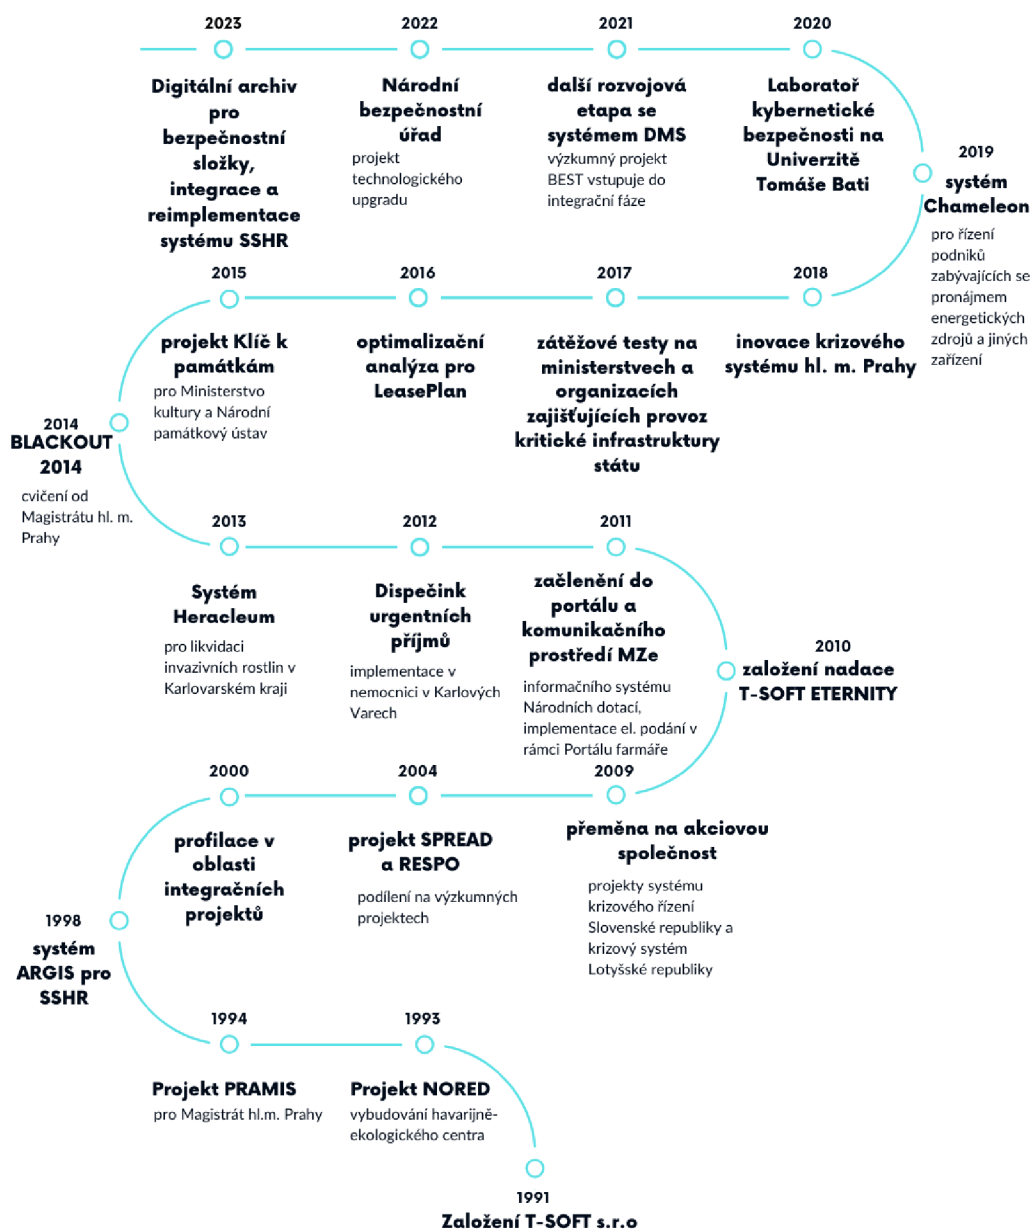 2023
Digitální archiv
pro
bezpečnostní
složky,
integrace a
reimplementace
systému SSHR
2022
Národní
bezpečnostní
úřad
projekt
technologického
upgradu
2021
další rozvojová
etapa se
systémem DMS
výzkumný projekt
BEST vstupuje do
integrační fáze
2020
Laboratoř
kybernetické
bezpečnosti na
Univerzitě
Tomáše Bati
2019
systém
Chameleon
pro řízení
podniků
zabývajících se
pronájmem
energetických
zdrojů a jiných
zařízení
2015
projekt Klíč k
památkám
pro Ministerstvo
kultury a Národní
památkový ústav
2016
optimalizační
analýza pro
LeasePlan
2017
zátěžové testy na
ministerstvech a
organizacích
zajišťujících provoz
kritické infrastruktury
státu
2018
inovace krizového
systému hl. m. Prahy
2014
BLACKOUT
2014
cvičení od
Magistrátu hl. m.
Prahy
2013
Systém
Heracleum
pro likvidaci
invazivních rostlin v
Karlovarském kraji
2012
Dispečink
urgentních
příjmů
implementace v
nemocnici v Karlových
Varech
2011
začlenění do
portálu a
komunikačního
prostředí MZe
informačního systému
Národních dotací,
implementace el. podání v
rámci Portálu farmáře
2010
založení nadace
T-SOFT ETERNITY
2000
profilace v
oblasti
integračních
projektů
2004
projekt SPREAD
a RESPO
podílení na výzkumných
projektech
2009
přeměna na akciovou
společnost
projekty systému
krizového řízení
Slovenské republiky a
krizový systém
Lotyšské republiky
1998
systém
ARGIS pro
SSHR
1994
Projekt PRAMIS
pro Magistrát hl.m. Prahy
1993
Projekt NORED
vybudování havarijně-
ekologického centra
1991
Založení T-SOFT s.r.o